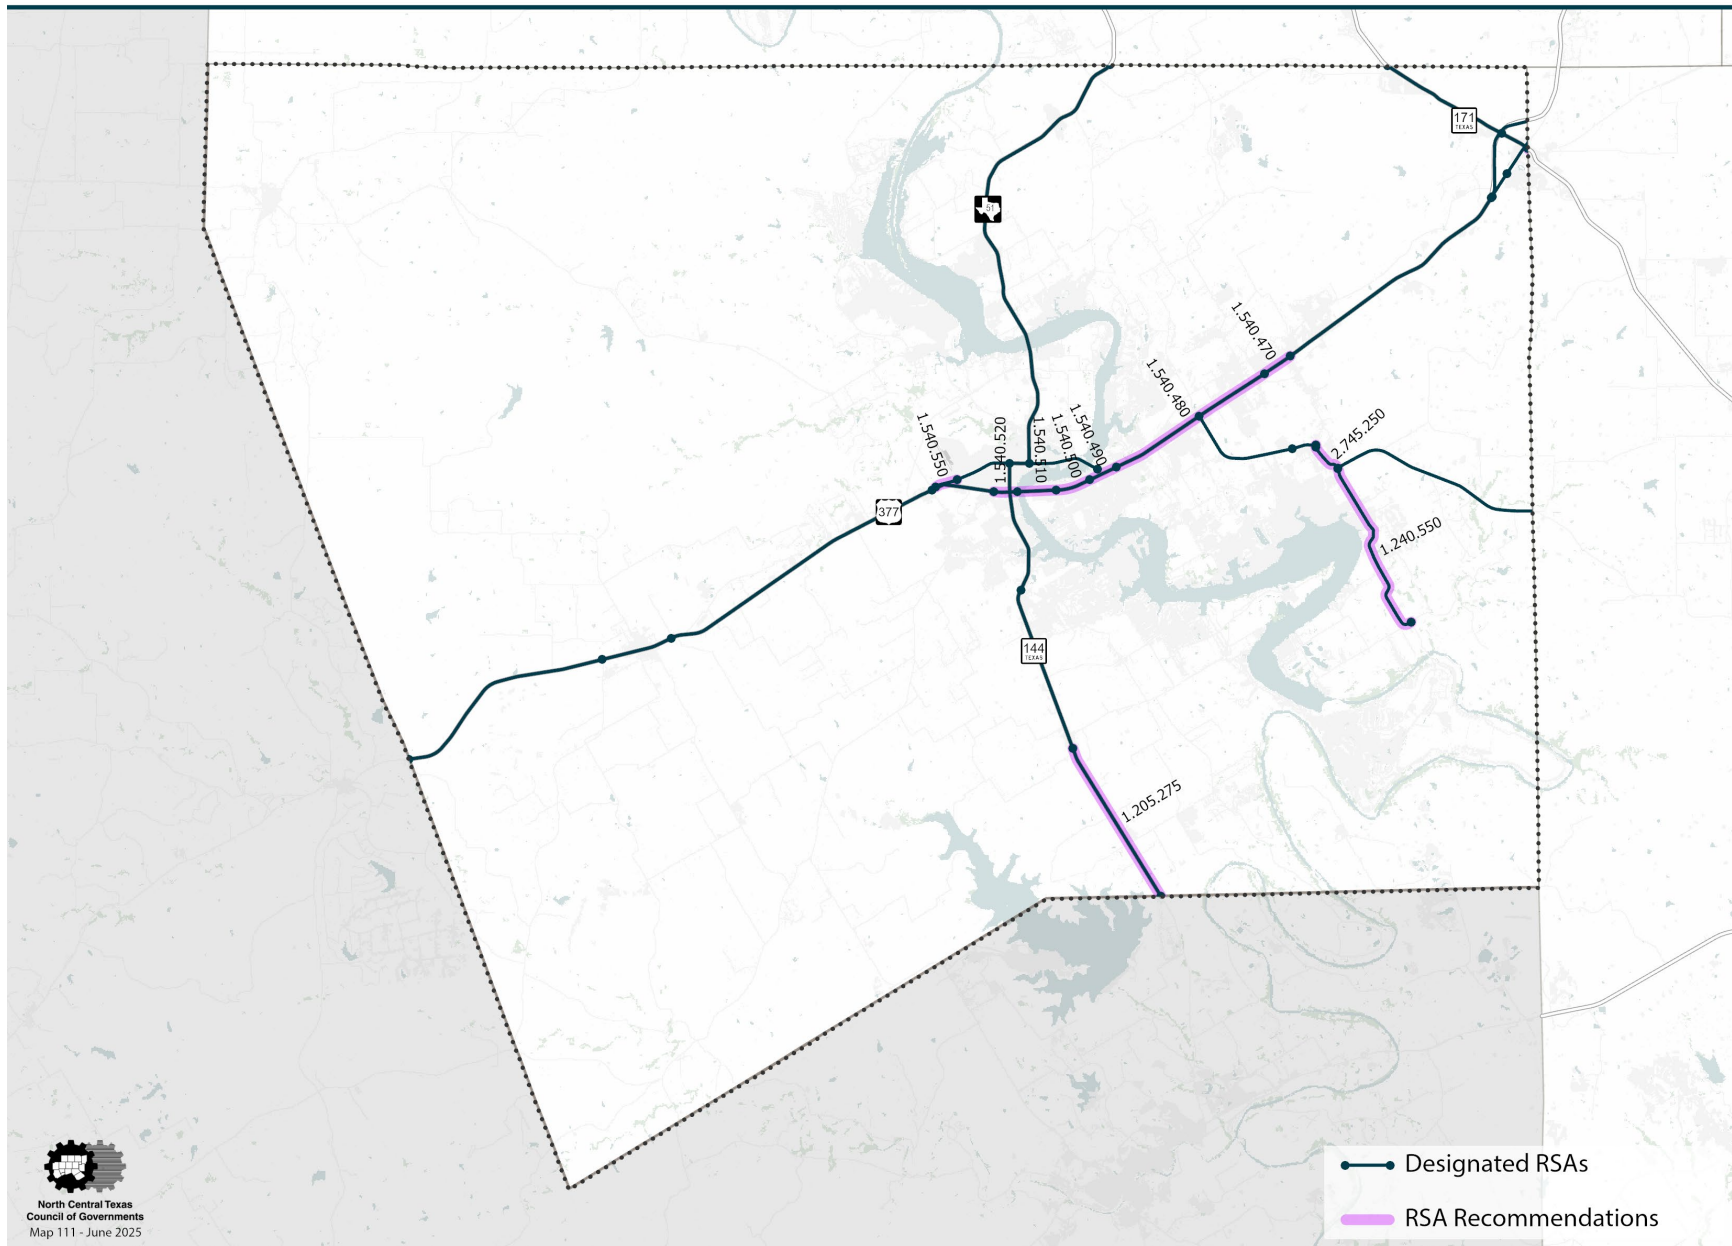 171
TEXAS
51
1.540.470
1.540.480
1.540.490
1.540.500
1.540.510
1.540.520
1.540.550
2.745.250
377
1.240.550
144
TEXAS
1.205.275
North Central Texas
Council of Governments
Map 111 - June 2025
Designated RSAs
RSA Recommendations